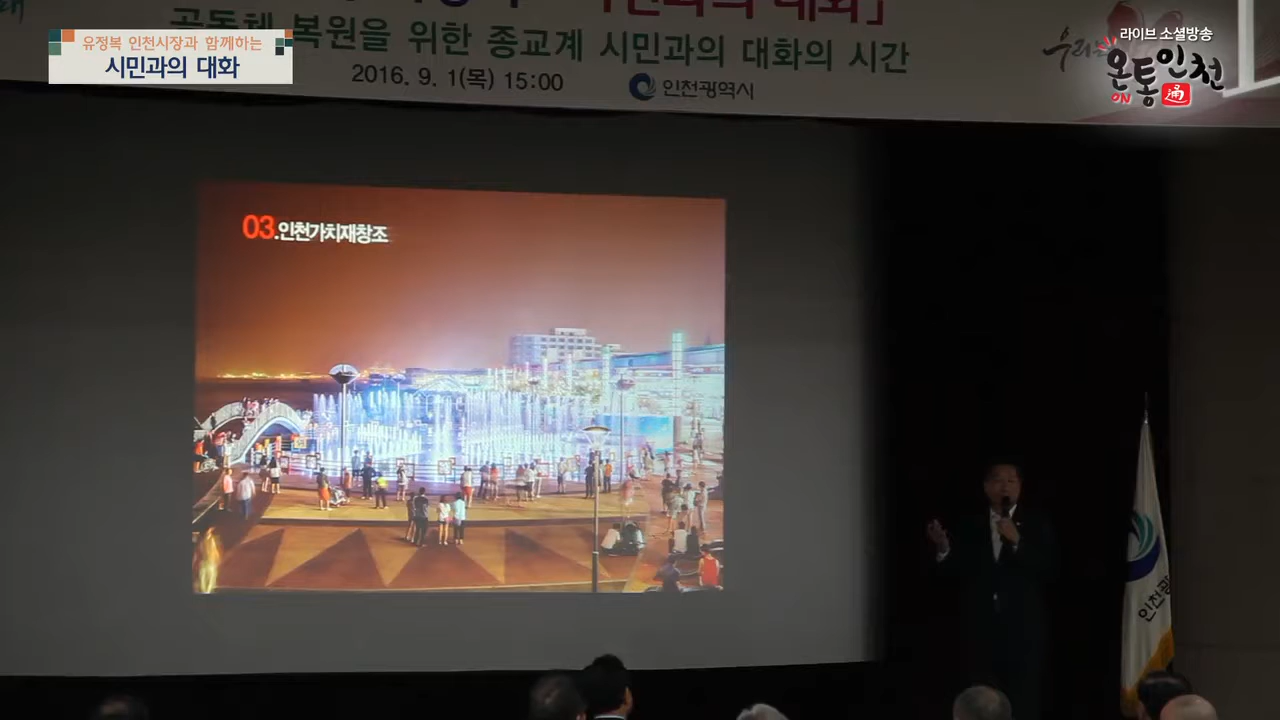 유정복 인천시장과 함께하는
시민과의 대화
공동체 복원을 위한 종교계 시민과의 대화의 시간
2016. 9. 1(목) 15:00
인천광역시
라이브 소셜방송
온통인천
ON
通
03.인천가치재창조